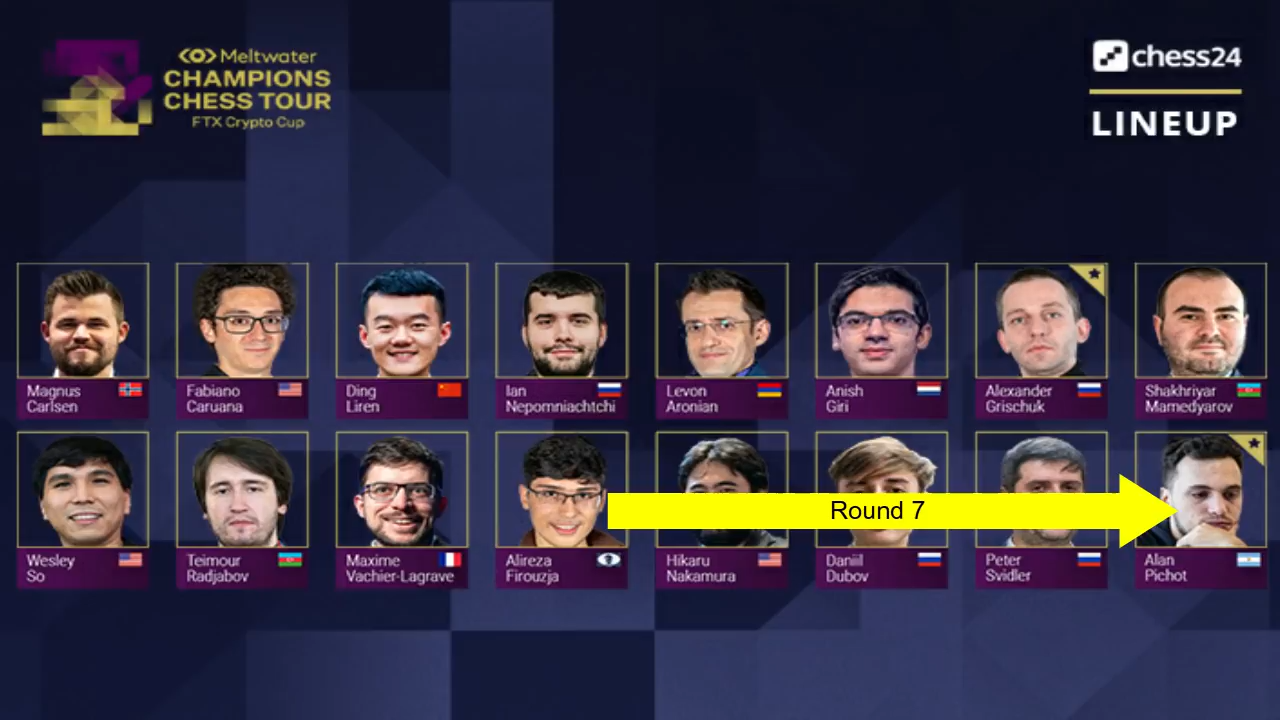 Meltwater
CHAMPIONS
CHESS TOUR
FTX Crypto Cup
chess24
LINEUP
Magnus
Carlsen
Fabiano
Caruana
Ding
Liren
Ian
Nepomniachtchi
Levon
Aronian
Anish
Giri
Alexander
Grischuk
Shakhriyar
Mamedyarov
Round 7
Wesley
So
Teimour
Radjabov
Maxime
Vachier-Lagrave
Alireza
Firouzja
Hikaru
Nakamura
Daniil
Dubov
Peter
Svidler
Alan
Pichot